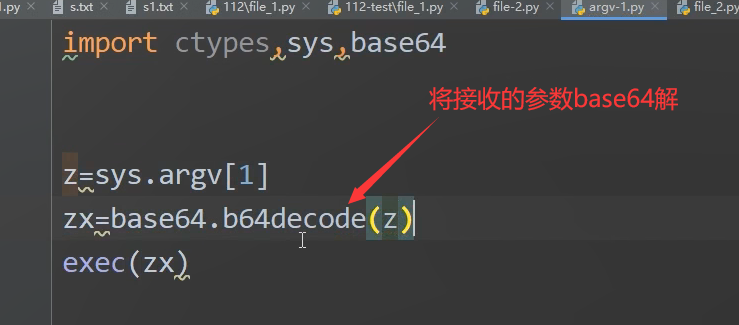 .py
s.txt
s1.txt
112\file_1.py
112-test\file_1.py
file-2.py
argv-1.py
file_2.py
import ctypes,sys,base64
将接收的参数base64解
z=sys.argv[1]
zx=base64.b64decode(z)
exec(zx)